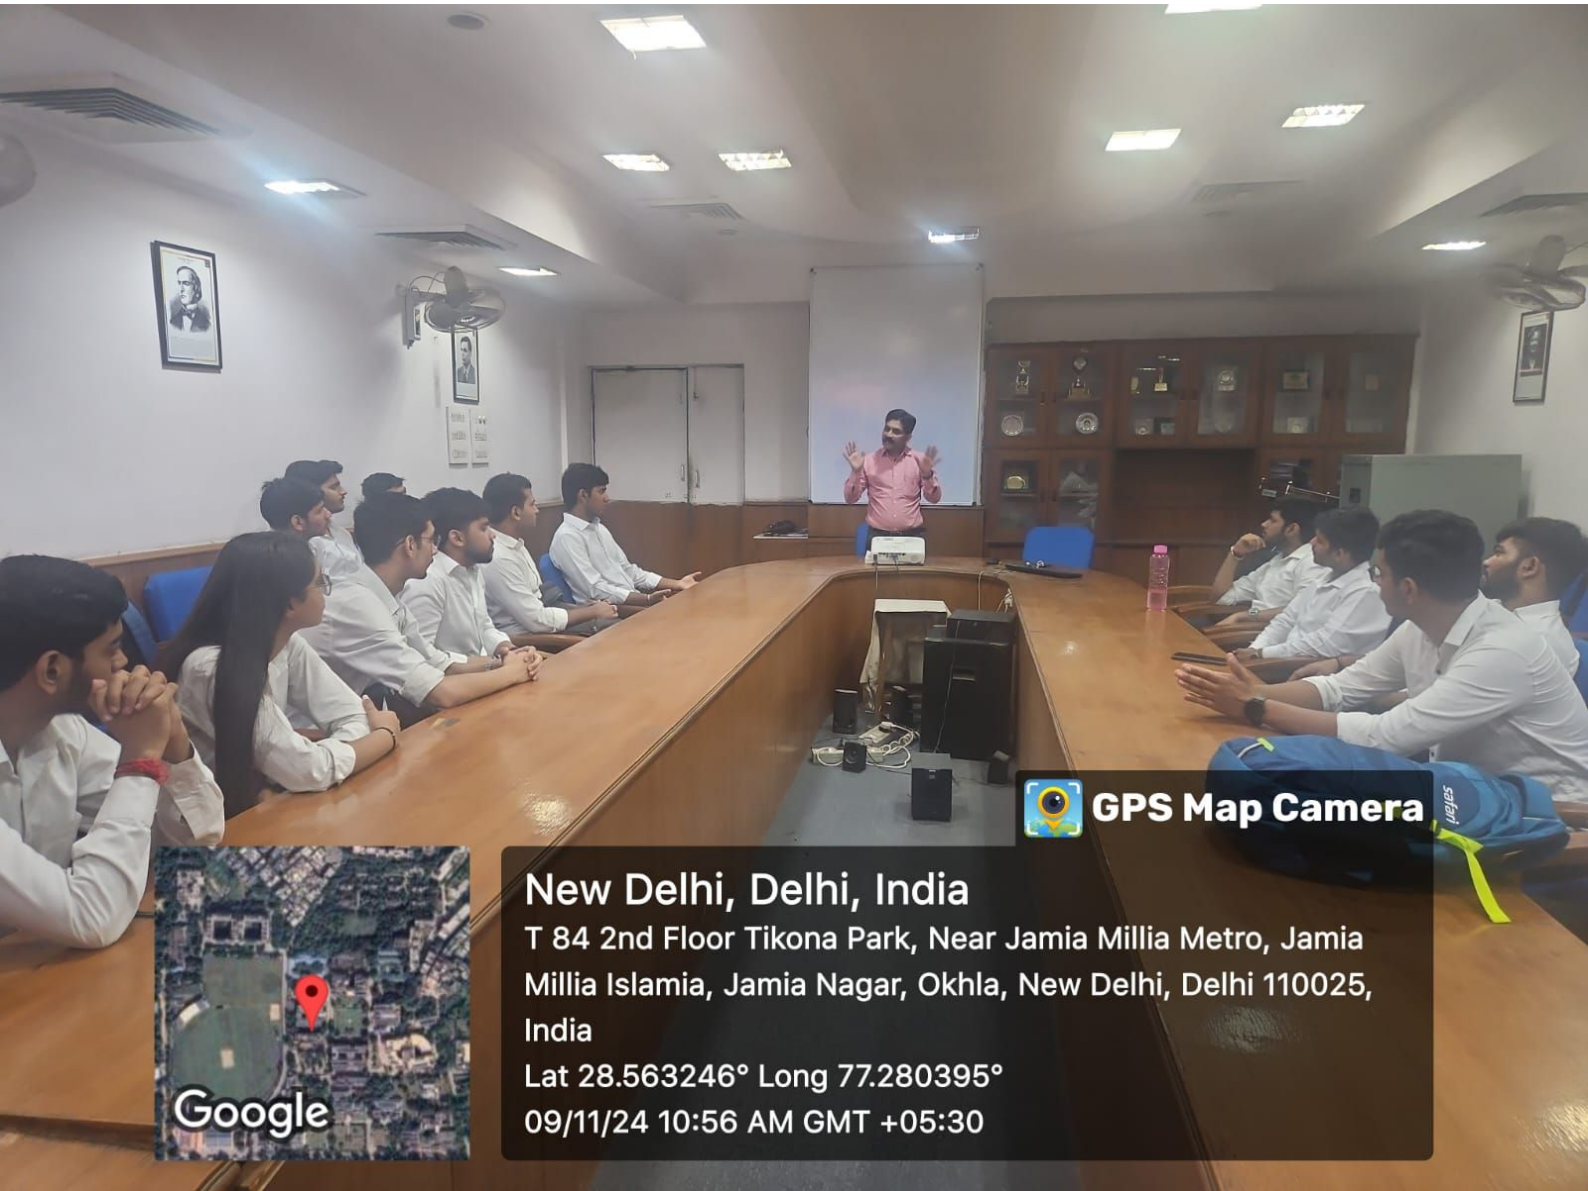 safari
GPS Map Camera
New Delhi, Delhi, India
T 84 2nd Floor Tikona Park, Near Jamia Millia Metro, Jamia
Millia Islamia, Jamia Nagar, Okhla, New Delhi, Delhi 110025,
India
Lat 28.563246° Long 77.280395°
09/11/24 10:56 AM GMT +05:30
Google